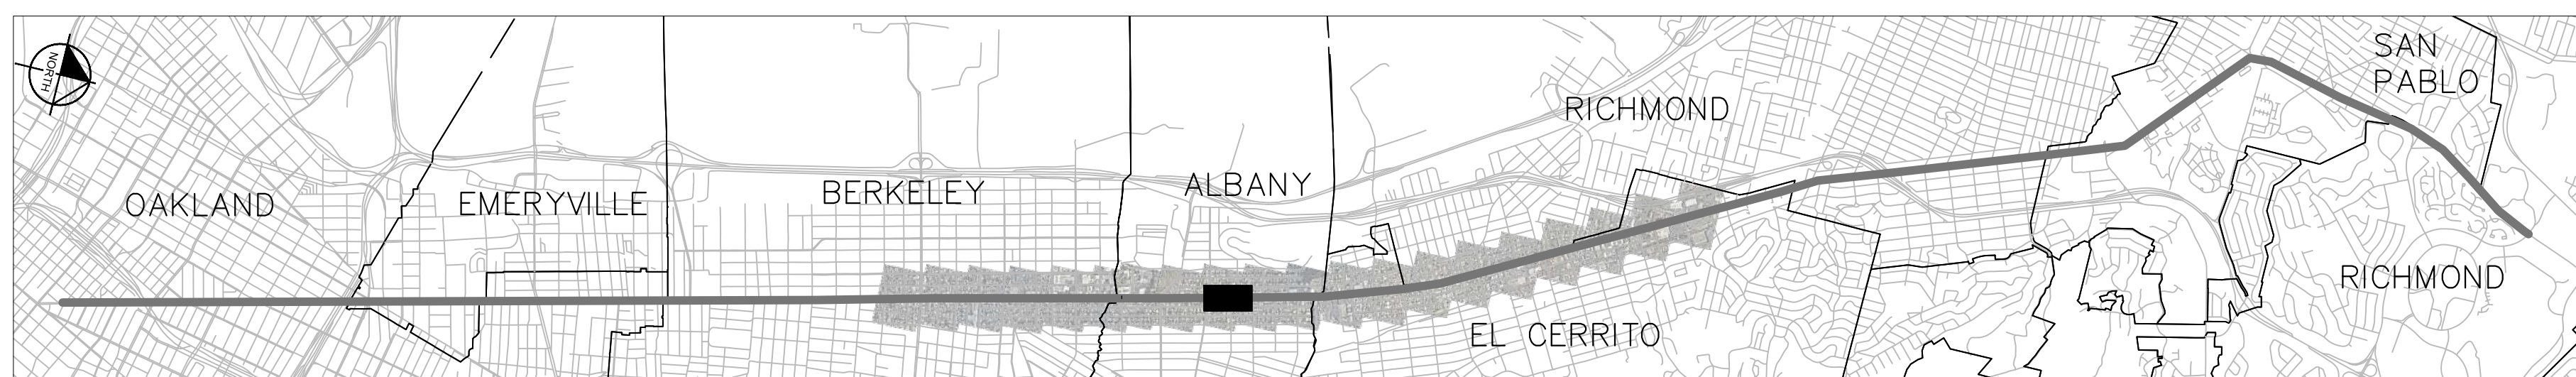 NORTH
OAKLAND
EMERYVILLE
BERKELEY
ALBANY
RICHMOND
EL CERRITO
SAN
PABLO
RICHMOND